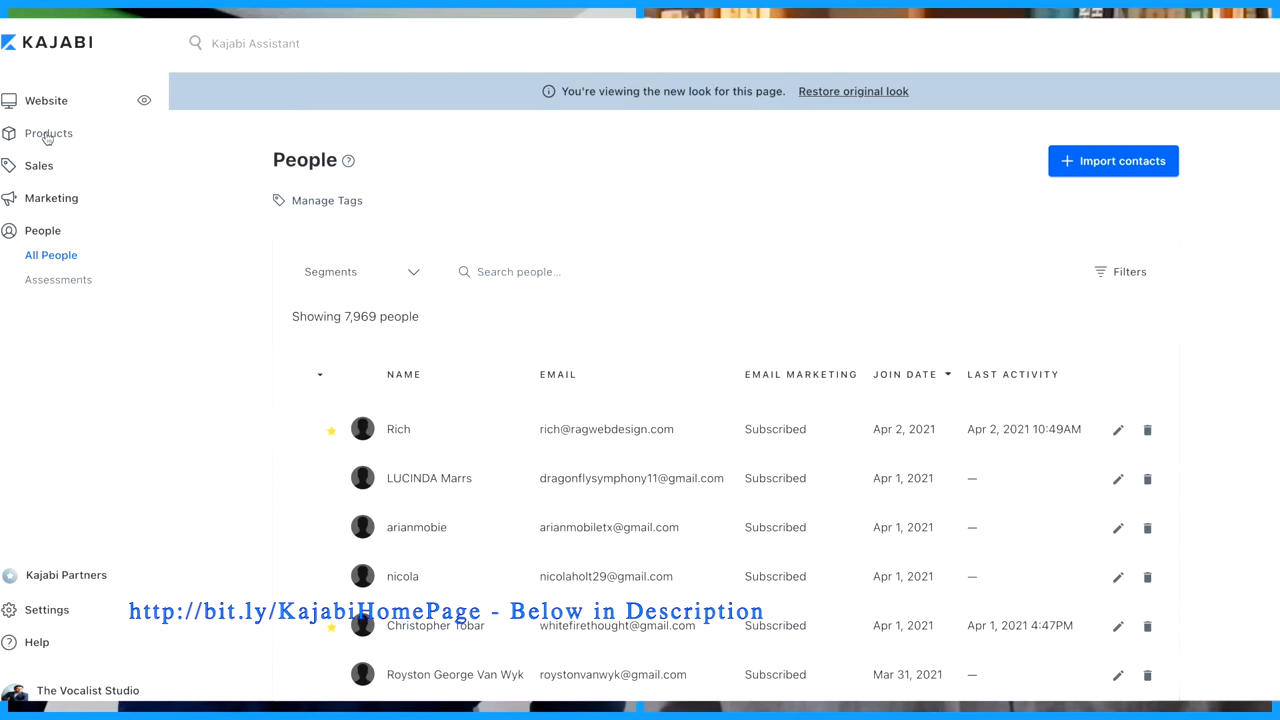 KAJABI
Kajabi Assistant
You're viewing the new look for this page. Restore original look
Website
Products
Sales
Marketing
People
All People
Assessments
People
Import contacts
Manage Tags
Segments
Search people...
Filters
Showing 7,969 people
NAME EMAIL EMAIL MARKETING JOIN DATE LAST ACTIVITY
Rich rich@ragwebdesign.com Subscribed Apr 2, 2021 Apr 2, 2021 10:49AM
LUCINDA Marrs dragonflysymphony11@gmail.com Subscribed Apr 1, 2021 —
arianmobie arianmobiletx@gmail.com Subscribed Apr 1, 2021 —
nicola nicolaholt29@gmail.com Subscribed Apr 1, 2021 —
Christopher Tobar whitefirethought@gmail.com Subscribed Apr 1, 2021 Apr 1, 2021 4:47PM
Royston George Van Wyk roystonvanwyk@gmail.com Subscribed Mar 31, 2021 —
Kajabi Partners
Settings
http://bit.ly/KajabiHomePage - Below in Description
Help
The Vocalist Studio